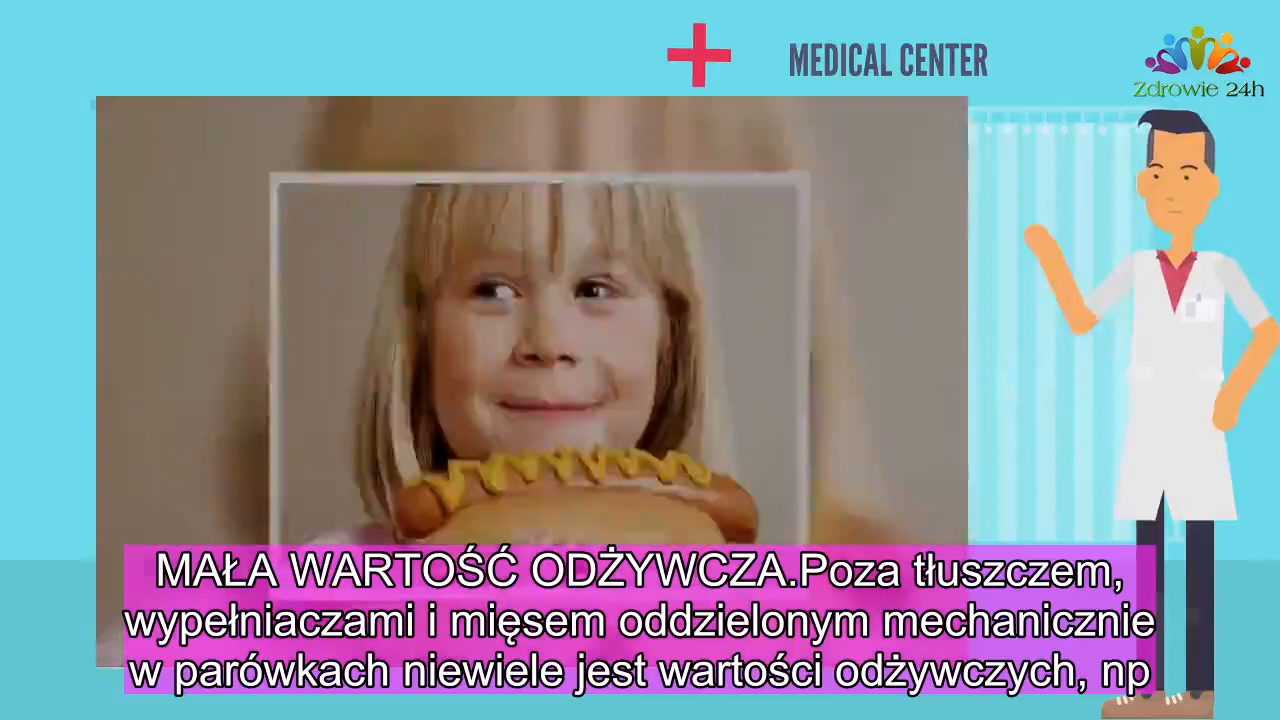 MEDICAL CENTER
Zdrowie 24h
MAŁA WARTOŚĆ ODŻYWCZA.Poza tłuszczem,
wypełniaczami i mięsem oddzielonym mechanicznie
w parówkach niewiele jest wartości odżywczych, np